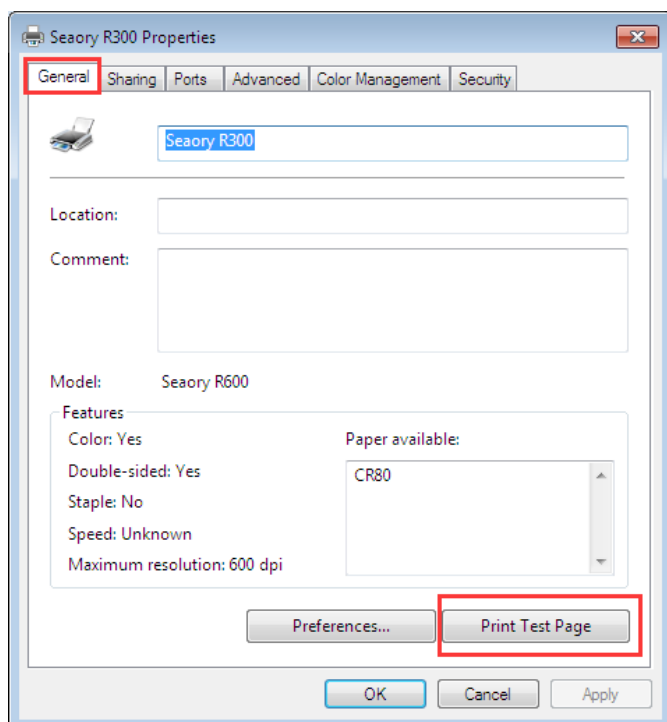 Seaory R300 Properties
General Sharing Ports Advanced Color Management Security
Seaory R300
Location:
Comment:
Model: Seaory R600
Features
Color: Yes
Paper available:
Double-sided: Yes
CR80
Staple: No
Speed: Unknown
Maximum resolution: 600 dpi
Preferences... Print Test Page
OK Cancel Apply